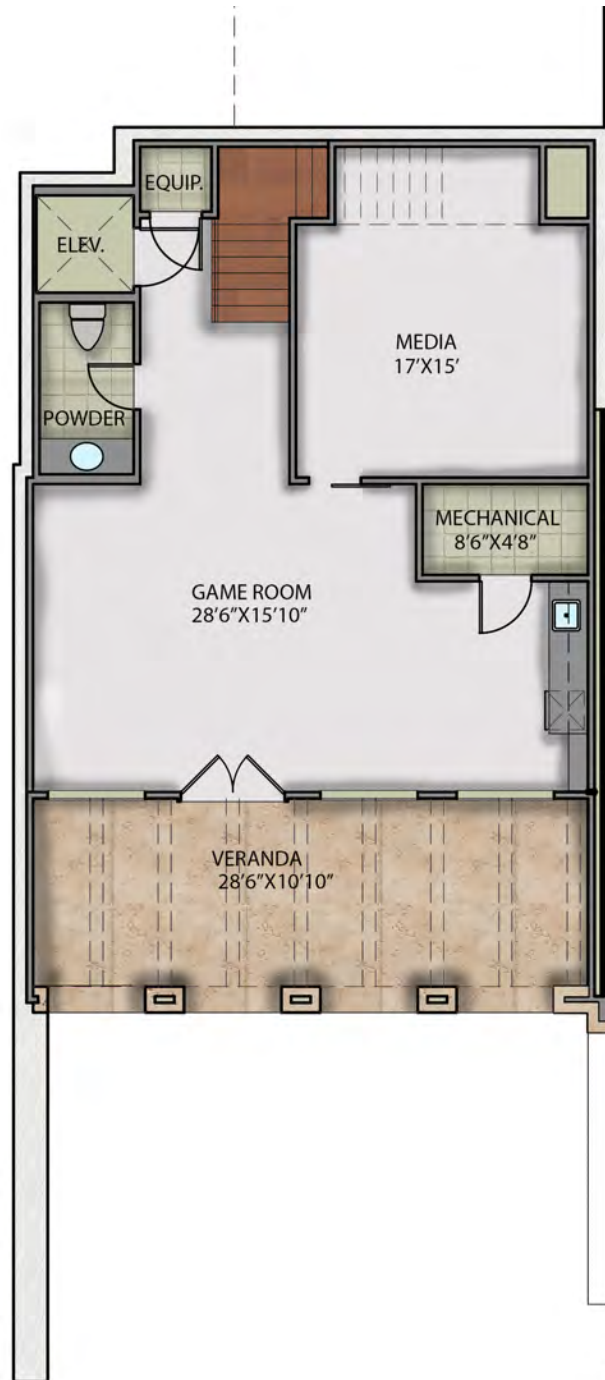 EQUIP.
ELEV.
MEDIA
17'X15'
POWDER
MECHANICAL
8'6"X4'8"
GAME ROOM
28'6"X15'10"
VERANDA
28'6"X10'10"